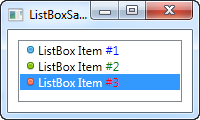 ListBoxSa...
ListBox Item #1
ListBox Item #2
ListBox Item #3